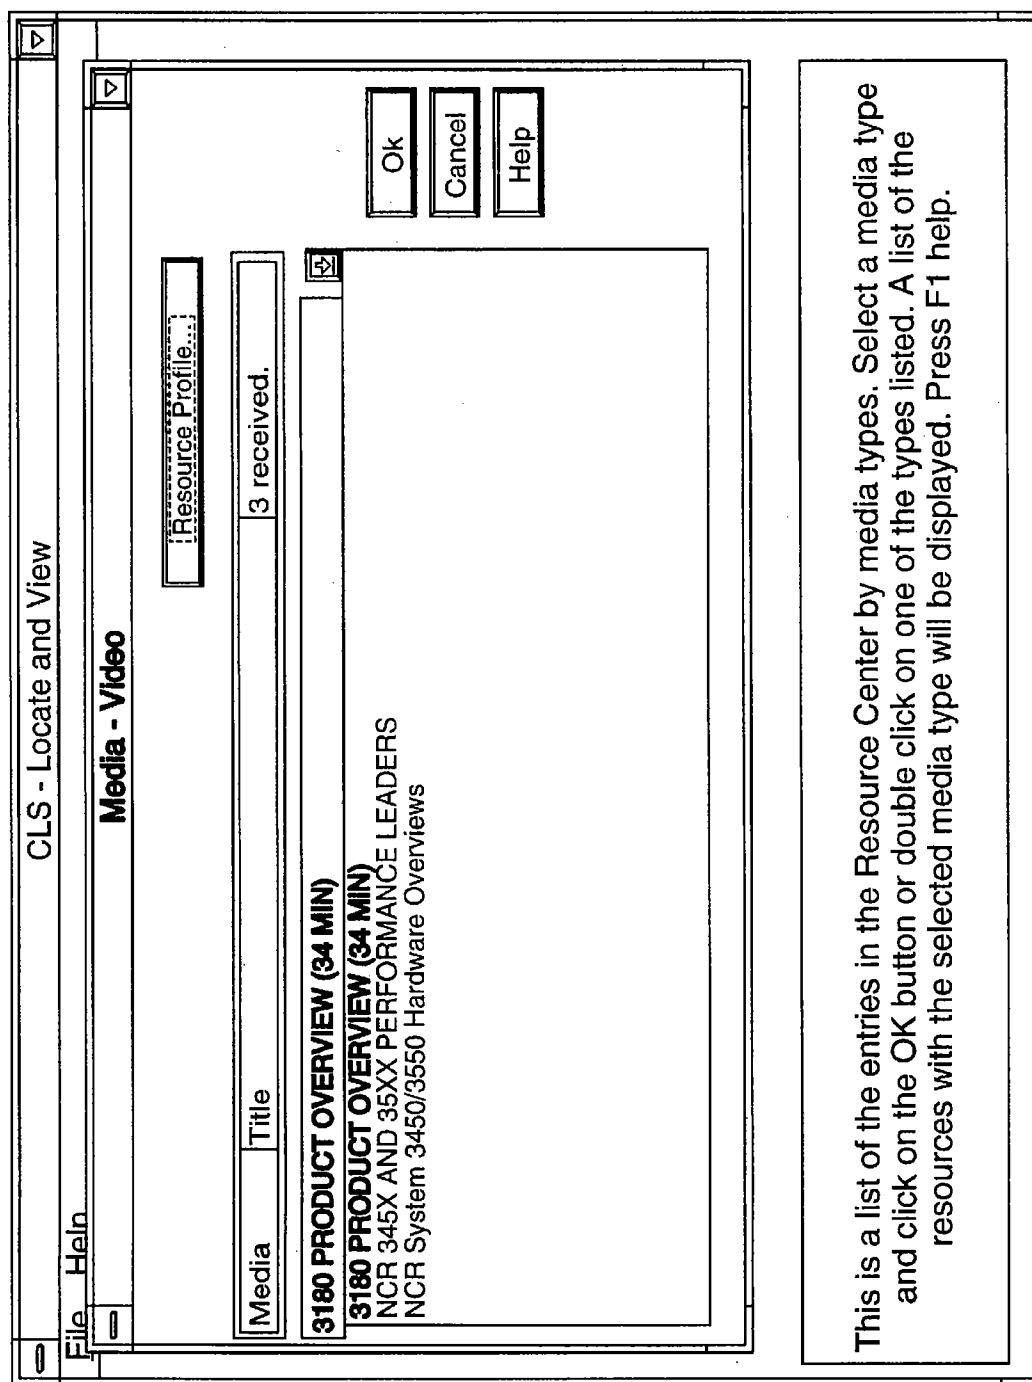 CLS - Locate and View
File Help
Media - Video
Resource Profile...
Media Title 3 received.
3180 PRODUCT OVERVIEW (34 MIN)
3180 PRODUCT OVERVIEW (34 MIN)
NCR 345X AND 35XX PERFORMANCE LEADERS
NCR System 3450/3550 Hardware Overviews
Ok
Cancel
Help
This is a list of the entries in the Resource Center by media types. Select a media type
and click on the OK button or double click on one of the types listed. A list of the
resources with the selected media type will be displayed. Press F1 help.